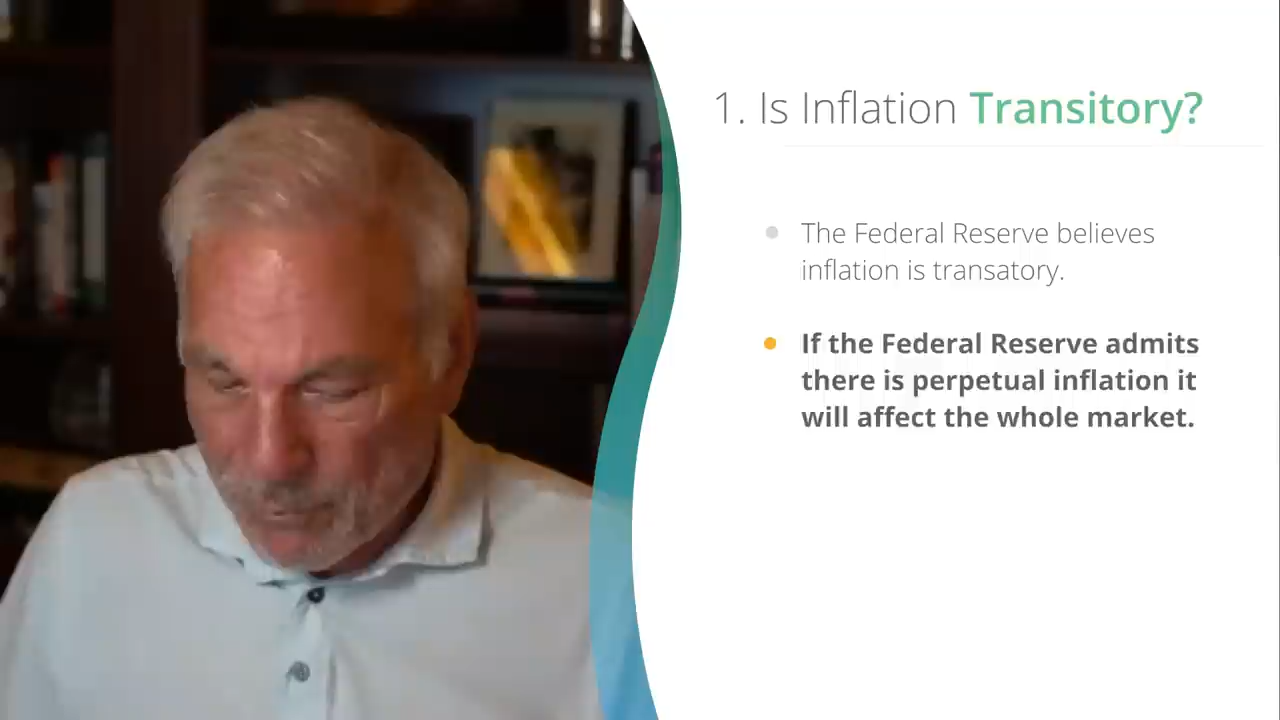 1. Is Inflation Transitory?
The Federal Reserve believes
inflation is transatory.
If the Federal Reserve admits
there is perpetual inflation it
will affect the whole market.